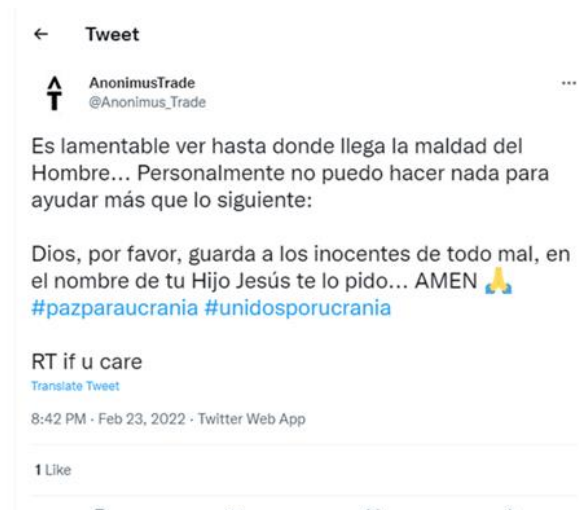 Tweet
AnonimusTrade
@Anonimus_Trade
Es lamentable ver hasta donde llega la maldad del
Hombre... Personalmente no puedo hacer nada para
ayudar más que lo siguiente:
Dios, por favor, guarda a los inocentes de todo mal, en
el nombre de tu Hijo Jesús te lo pido... AMEN 🙏
#pazparaucrania #unidosporucrania
RT if u care
Translate Tweet
8:42 PM · Feb 23, 2022 · Twitter Web App
1 Like